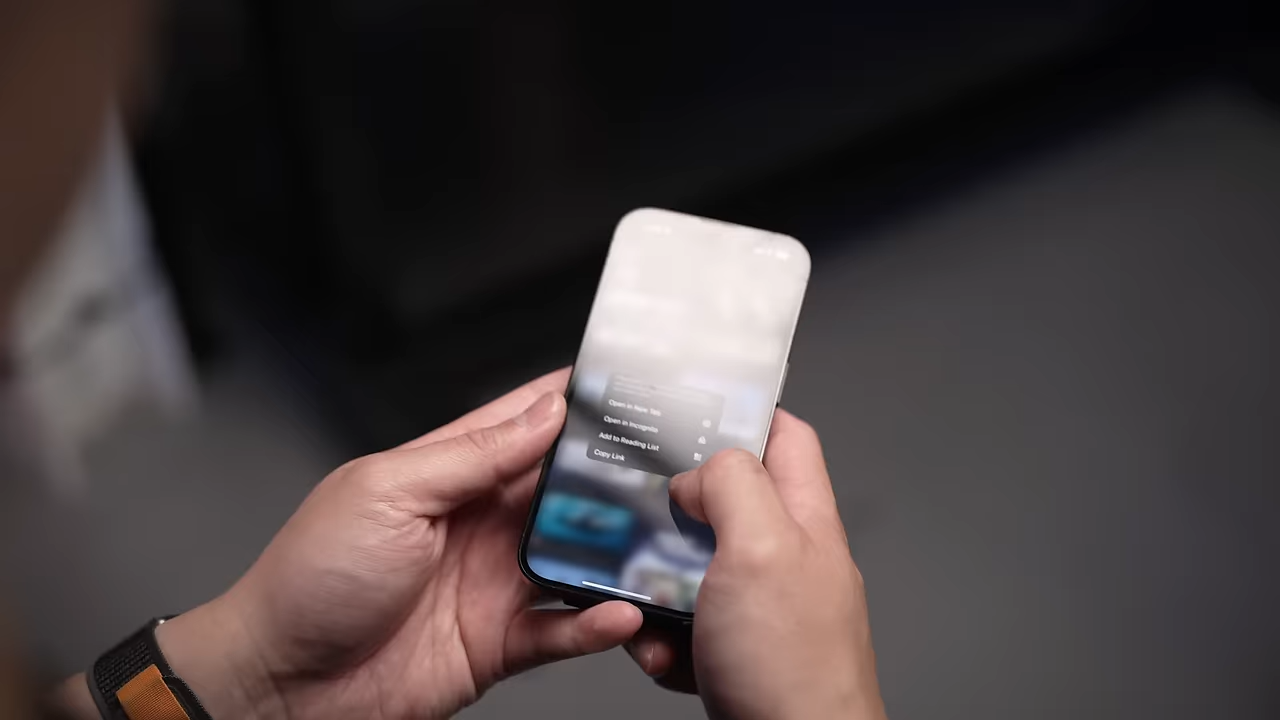 Open in New Tab
Open in Incognito
Add to Reading List
Copy Link